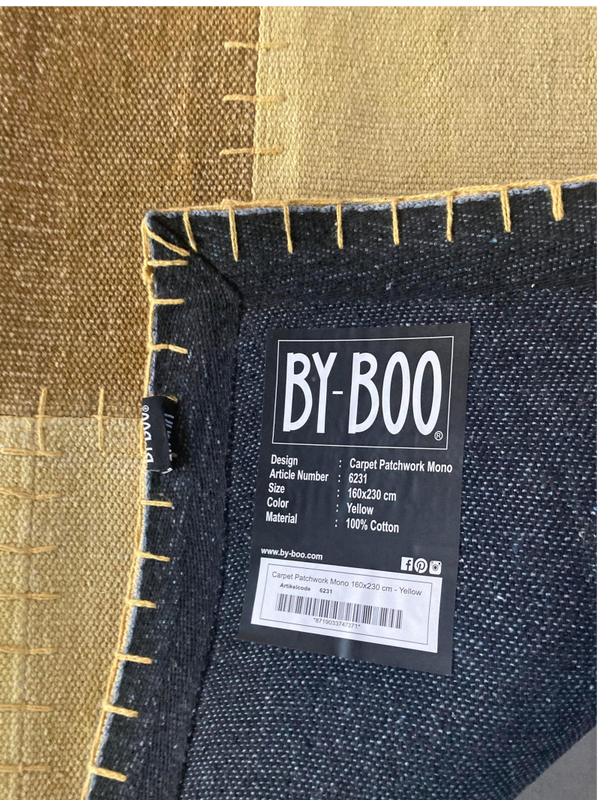 BY-BOO
®
Design : Carpet Patchwork Mono
Article Number : 6231
Size : 160x230 cm
Color : Yellow
Material : 100% Cotton
www.by-boo.com
Carpet Patchwork Mono 160x230 cm - Yellow
Artikelcode 6231
*8719033747371*
BY-BOO®